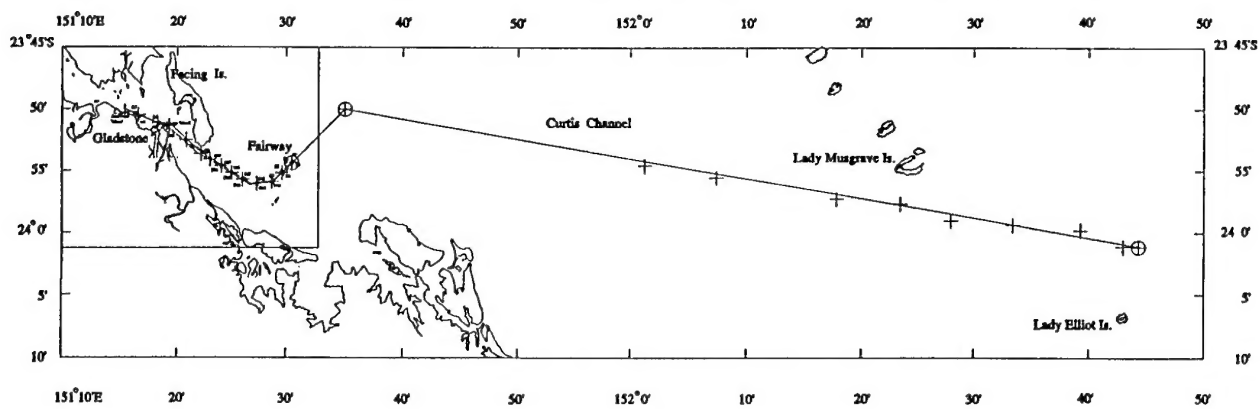 151°10'E 20' 30' 40' 50' 152°0' 10' 20' 30' 40' 50'
23°45'S 23 45'S
Facing Is.
50' 50'
Gladstone Fairway Curtis Channel
55' Lady Musgrave Is. 55'
24°0' 24 0'
5' Lady Elliot Is. 5'
10' 10'
151°10'E 20' 30' 40' 50' 152°0' 10' 20' 30' 40' 50'